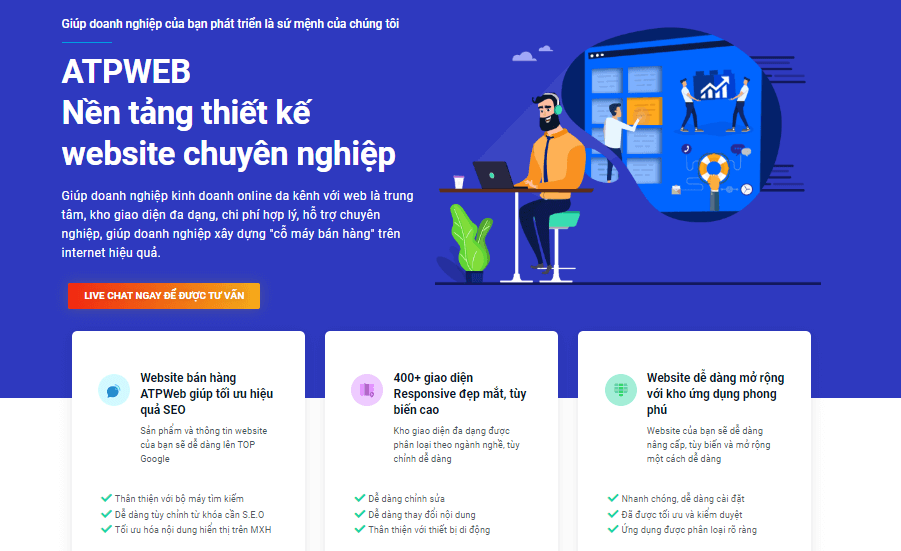 Giúp doanh nghiệp của bạn phát triển là sứ mệnh của chúng tôi
ATPWEB
Nền tảng thiết kế
website chuyên nghiệp
Giúp doanh nghiệp kinh doanh online da kênh với web là trung
tâm, kho giao diện đa dạng, chi phí hợp lý, hỗ trợ chuyên
nghiệp, giúp doanh nghiệp xây dựng "cỗ máy bán hàng" trên
internet hiệu quả.
LIVE CHAT NGAY ĐỂ ĐƯỢC TƯ VẤN
Website bán hàng
ATPWeb giúp tối ưu hiệu
quả SEO
Sản phẩm và thông tin website
của bạn sẽ dễ dàng lên TOP
Google
Thân thiện với bộ máy tìm kiếm
Dễ dàng tùy chỉnh từ khóa cần S.E.O
Tối ưu hóa nội dung hiển thị trên MXH
400+ giao diện
Responsive đẹp mắt, tùy
biến cao
Kho giao diện đa dạng được
phân loại theo ngành nghề, tùy
chỉnh dễ dàng
Dễ dàng chỉnh sửa
Dễ dàng thay đổi nội dung
Thân thiện với thiết bị di động
Website dễ dàng mở rộng
với kho ứng dụng phong
phú
Website của bạn sẽ dễ dàng
nâng cấp, tùy biến và mở rộng
một cách dễ dàng
Nhanh chóng, dễ dàng cài đặt
Đã được tối ưu và kiểm duyệt
Ứng dụng được phân loại rõ ràng